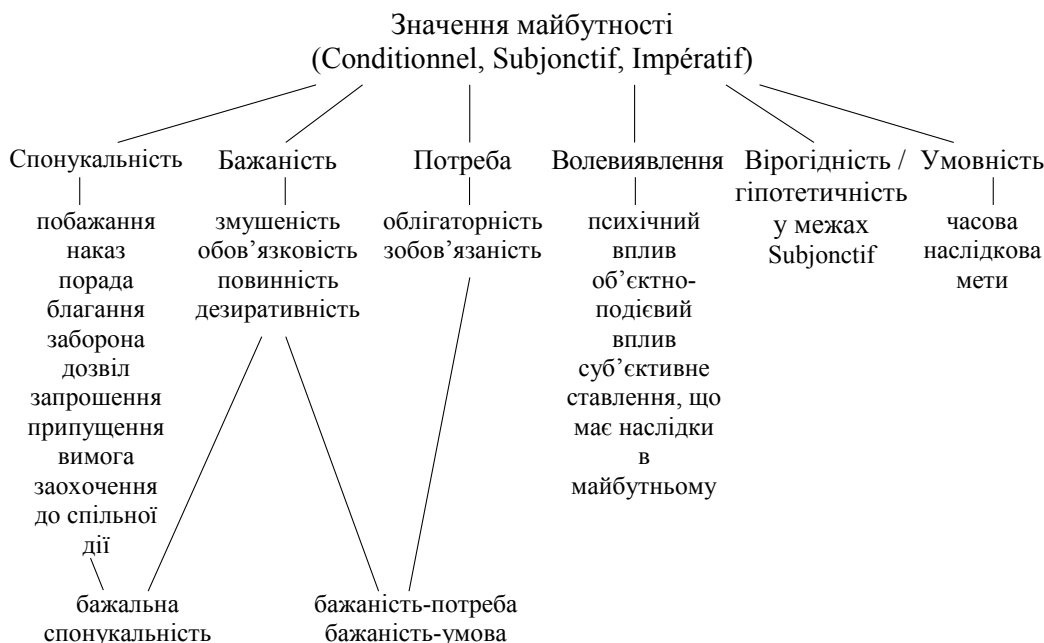 Значення майбутності
(Conditionnel, Subjonctif, Impératif)
Спонукальність
побажання
наказ
порада
благання
заборона
дозвіл
запрошення
припущення
вимога
заохочення
до спільної
дії
Бажаність
змушеність
обов’язковість
повинність
дезиративність
Потреба
облігаторність
зобов’язаність
Волевиявлення
психічний
вплив
об’єктно-
подієвий
вплив
суб’єктивне
ставлення, що
має наслідки
в
майбутньому
Вірогідність /
гіпотетичність
у межах
Subjonctif
Умовність
часова
наслідкова
мети
бажальна
спонукальність
бажаність-потреба
бажаність-умова